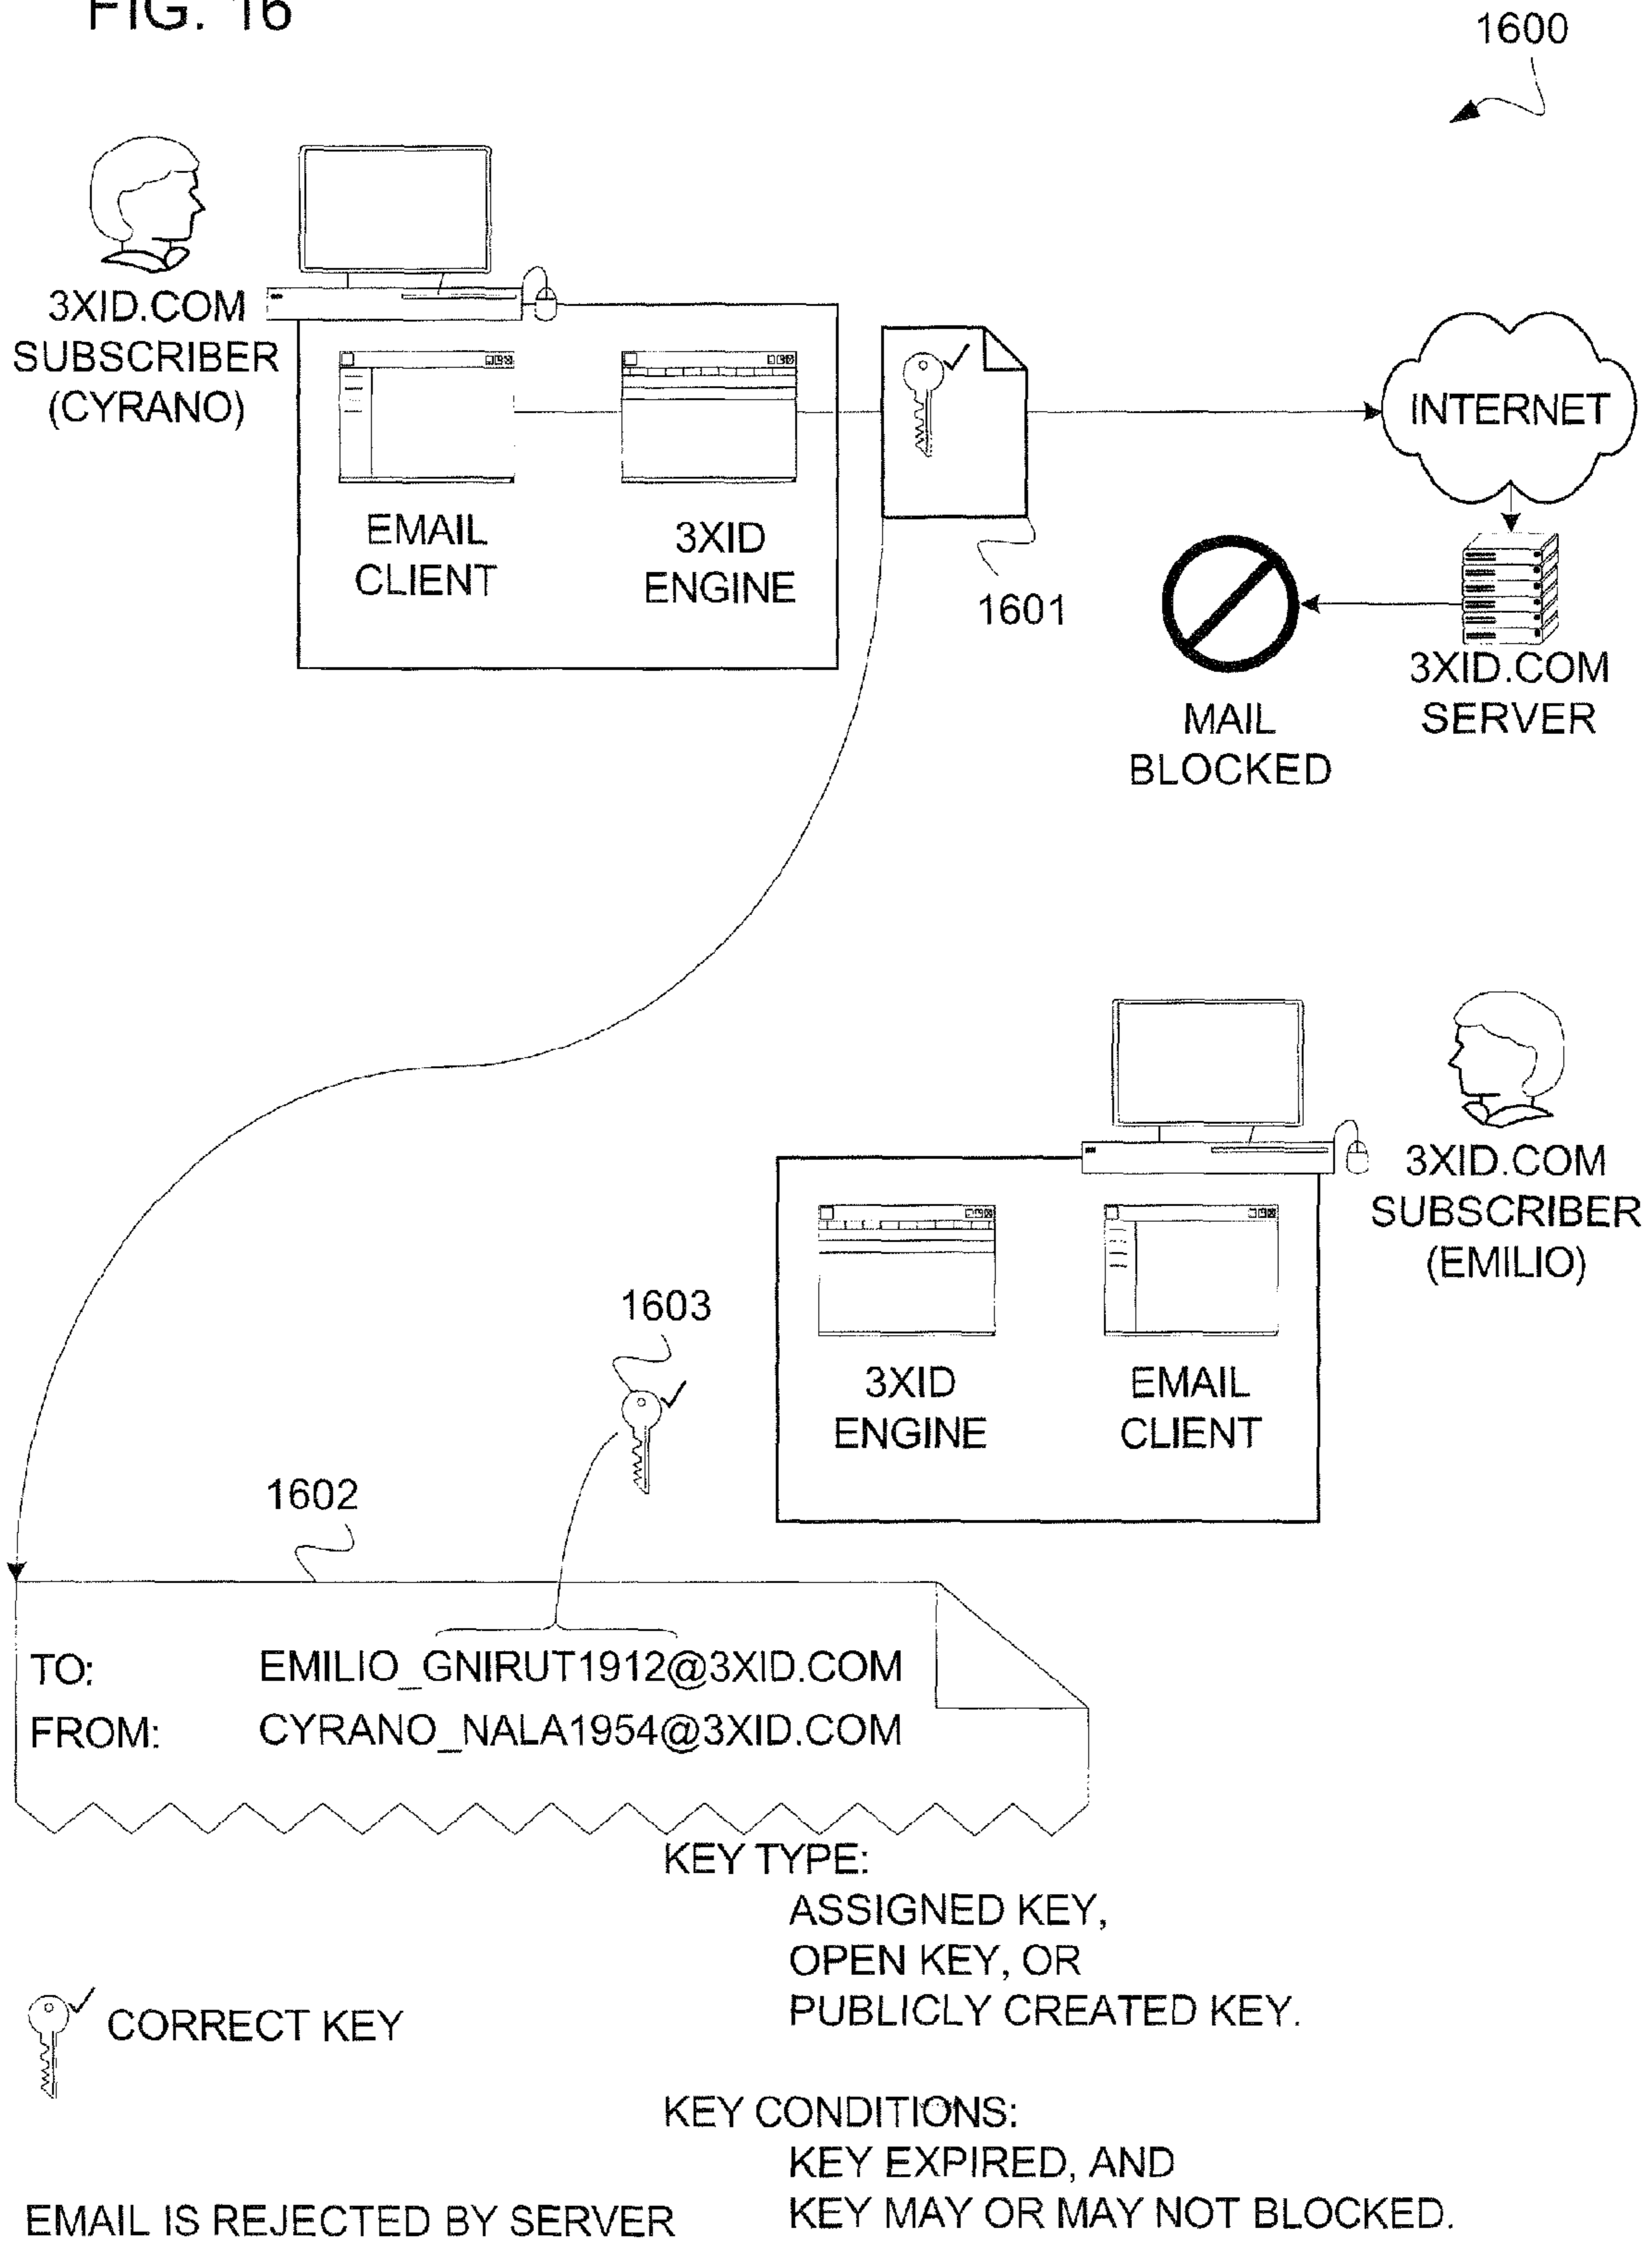 FIG. 16
1600
3XID.COM
SUBSCRIBER
(CYRANO)
EMAIL
CLIENT
3XID
ENGINE
1601
INTERNET
3XID.COM
SERVER
MAIL
BLOCKED
3XID.COM
SUBSCRIBER
(EMILIO)
3XID
ENGINE
EMAIL
CLIENT
1603
1602
TO: EMILIO_GNIRUT1912@3XID.COM
FROM: CYRANO_NALA1954@3XID.COM
KEY TYPE:
ASSIGNED KEY,
OPEN KEY, OR
PUBLICLY CREATED KEY.
CORRECT KEY
KEY CONDITIONS:
KEY EXPIRED, AND
KEY MAY OR MAY NOT BLOCKED.
EMAIL IS REJECTED BY SERVER